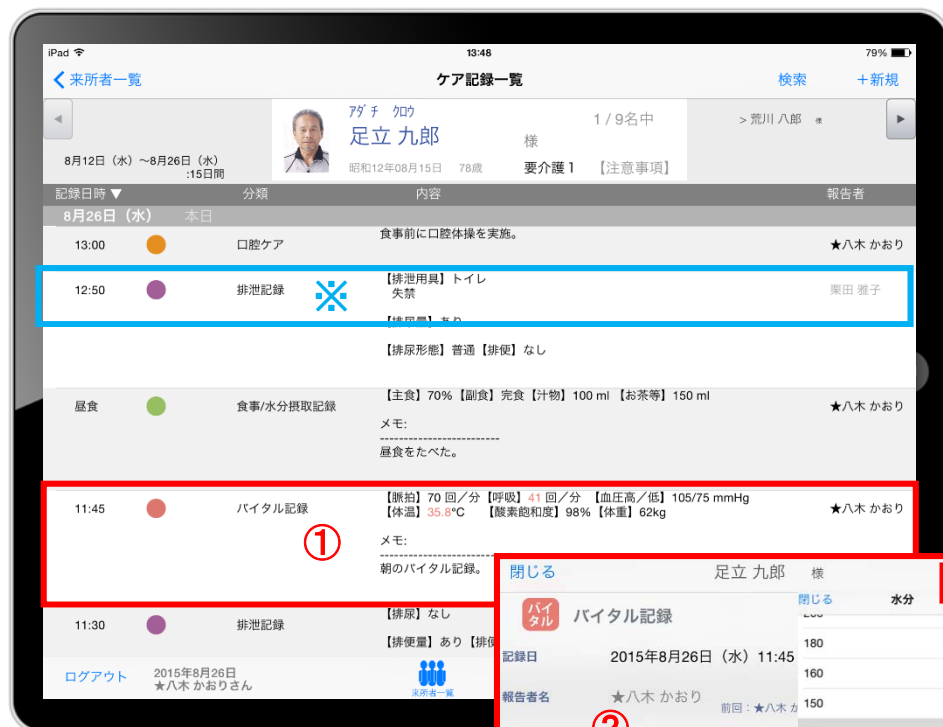 iPad 13:48 79%
来所者一覧 ケア記録一覧 検索 +新規
アダチ クロウ
足立 九郎 様 1 / 9名中 > 荒川 八郎 様
8月12日（水）～8月26日（水）
:15日間
昭和12年08月15日 78歳 要介護1 【注意事項】
記録日時▼ 分類 内容 報告者
8月26日（水） 本日
13:00 口腔ケア 食事前に口腔体操を実施。 ★八木 かおり
12:50 排泄記録 ※ 【排泄用具】トイレ 栗田 雅子
失禁
【排尿量】あり
【排尿形態】普通【排便】なし
昼食 食事/水分摂取記録 【主食】70%【副食】完食【汁物】100 ml 【お茶等】150 ml ★八木 かおり
メモ:
------------------------
昼食をたべた。
11:45 バイタル記録 【脈拍】70 回／分【呼吸】41 回／分 【血圧高／低】105/75 mmHg ★八木 かおり
【体温】35.8℃ 【酸素飽和度】98%【体重】62kg
①
メモ:
------------------------
朝のバイタル記録。
11:30 排泄記録 【排尿】なし
【排便量】あり【排便
ログアウト 2015年8月26日
★八木 かおりさん
来所者一覧
閉じる 足立 九郎 様
バイタル バイタル記録
記録日 2015年8月26日（水）11:45
報告者名 ★八木 かおり 前回：★八木 か
②
閉じる 水分
180
160
150